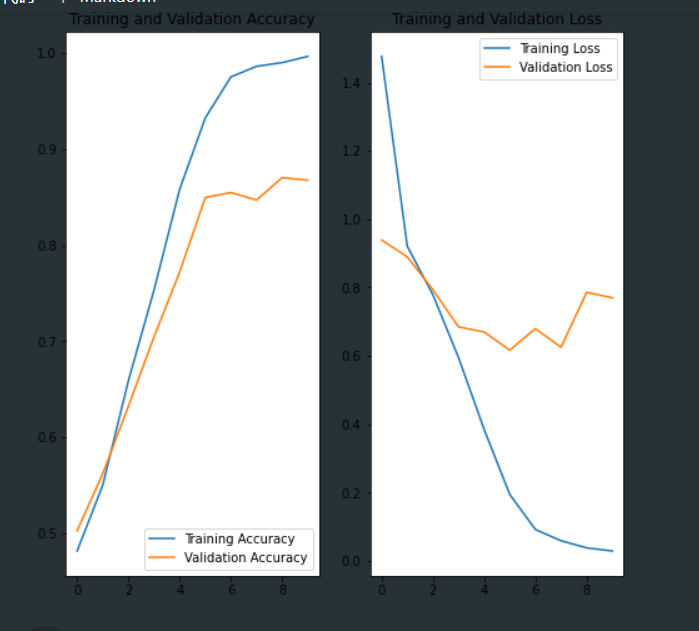 Markdown
Training and Validation Accuracy
1.0
0.9
0.8
0.7
0.6
0.5
0 2 4 6 8
Training Accuracy
Validation Accuracy
Training and Validation Loss
1.4
1.2
1.0
0.8
0.6
0.4
0.2
0.0
0 2 4 6 8
Training Loss
Validation Loss